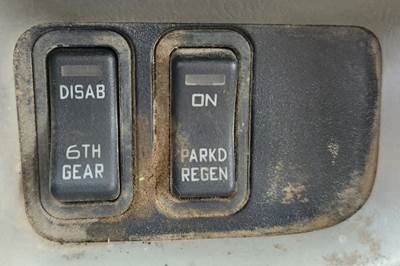 DISAB
6TH
GEAR
ON
PARKD
REGEN